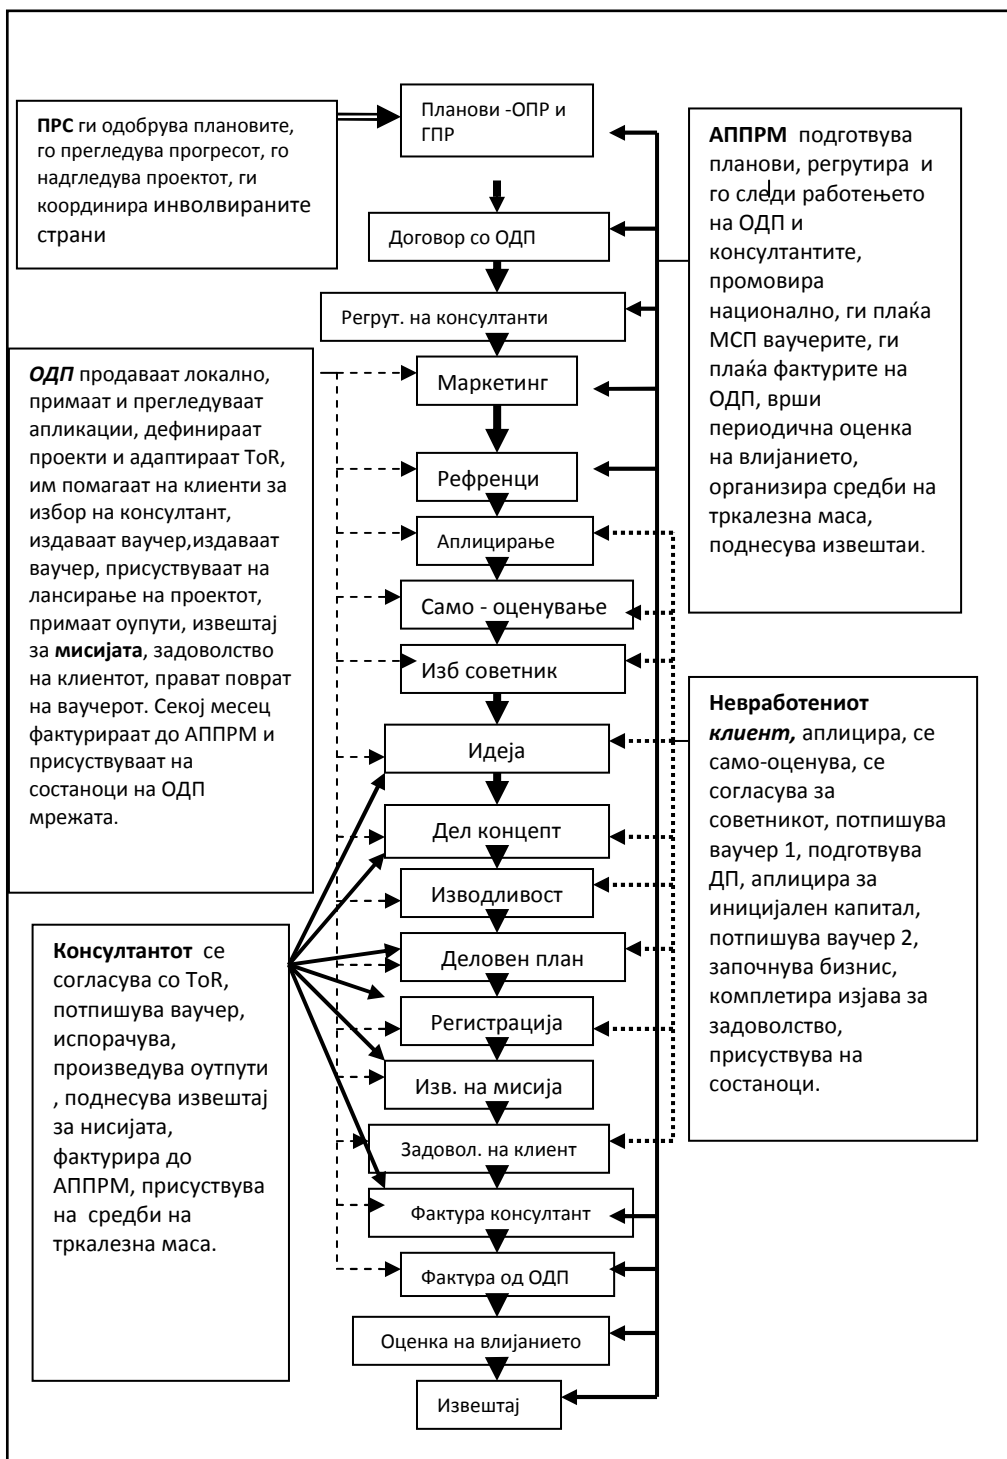 ПРС ги одобрува плановите,
го прегледува прогресот, го
надгледува проектот, ги
координира инволвираните
страни
Планови -ОПР и
ГПР
АППРМ подготвува
планови, регрутира и
го следи работењето
на ОДП и
консултантите,
промовира
национално, ги плаќа
МСП ваучерите, ги
плаќа фактурите на
ОДП, врши
периодична оценка
на влијанието,
организира средби на
тркалезна маса,
поднесува извештаи.
Договор со ОДП
Регрут. на консултанти
ОДП продаваат локално,
примаат и прегледуваат
апликации, дефинираат
проекти и адаптираат ToR,
им помагаат на клиенти за
избор на консултант,
издаваат ваучер,издаваат
ваучер, присуствуваат на
лансирање на проектот,
примаат оупути, извештај
за мисијата, задоволство
на клиентот, прават поврат
на ваучерот. Секој месец
фактурираат до АППРМ и
присуствуваат на
состаноци на ОДП
мрежата.
Маркетинг
Рефренци
Аплицирање
Само - оценување
Изб советник
Идеја
Дел концепт
Изводливост
Деловен план
Регистрација
Изв. на мисија
Задовол. на клиент
Фактура консултант
Фактура од ОДП
Оценка на влијанието
Извештај
Невработениот
клиент, аплицира, се
само-оценува, се
согласува за
советникот, потпишува
ваучер 1, подготвува
ДП, аплицира за
иницијален капитал,
потпишува ваучер 2,
започнува бизнис,
комплетира изјава за
задоволство,
присуствува на
состаноци.
Консултантот се
согласува со ToR,
потпишува ваучер,
испорачува,
произведува оутпути
, поднесува извештај
за нисијата,
фактурира до
АППРМ, присуствува
на средби на
тркалезна маса.